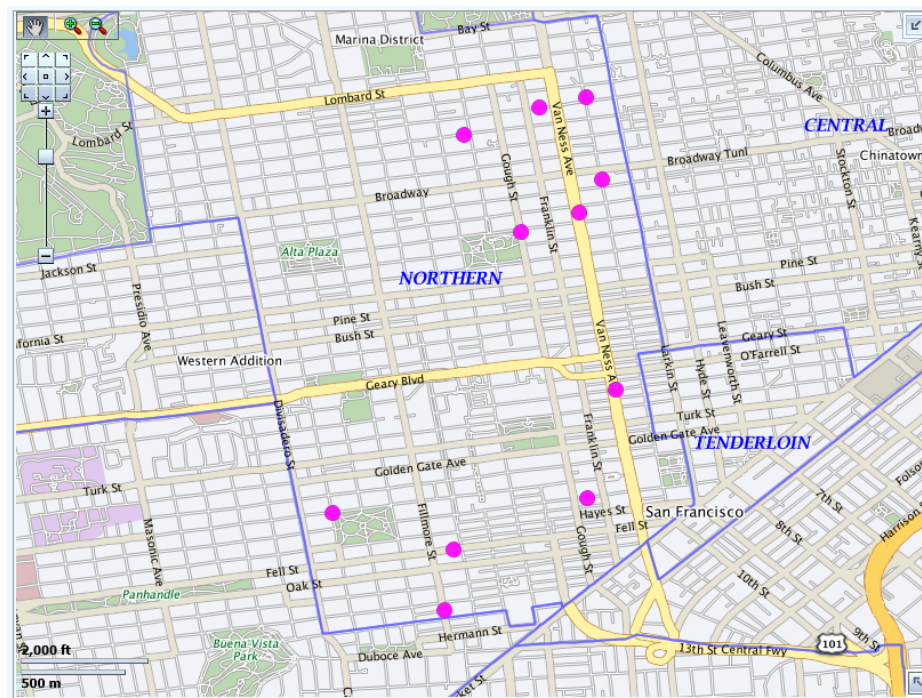 Bay St
Marina District
Columbus Ave
Lombard St
Van Ness Ave
CENTRAL
Lombard St
Broadway Tunl
Chinatown
Gough St
Stockton St
Broadway
Franklin St
Alta Plaza
Jackson St
NORTHERN
Pine St
Bush St
Presidio Ave
Pine St
Bush St
Van Ness A
Leavenworth St
Geary St
O'Farrell St
Larkin St
Hyde St
Western Addition
Geary Blvd
Divisadero St
Franklin St
Turk St
Golden Gate Ave
TENDERLOIN
Golden Gate Ave
Turk St
Fillmore St
Masonic Ave
Hayes St
San Francisco
Fell St
7th St
Harrison
8th St
Gough St
Fell St
Oak St
Panhandle
10th St
9th St
Hermann St
Buena Vista
Park
Duboce Ave
101
13th St Central Fwy
2,000 ft
500 m